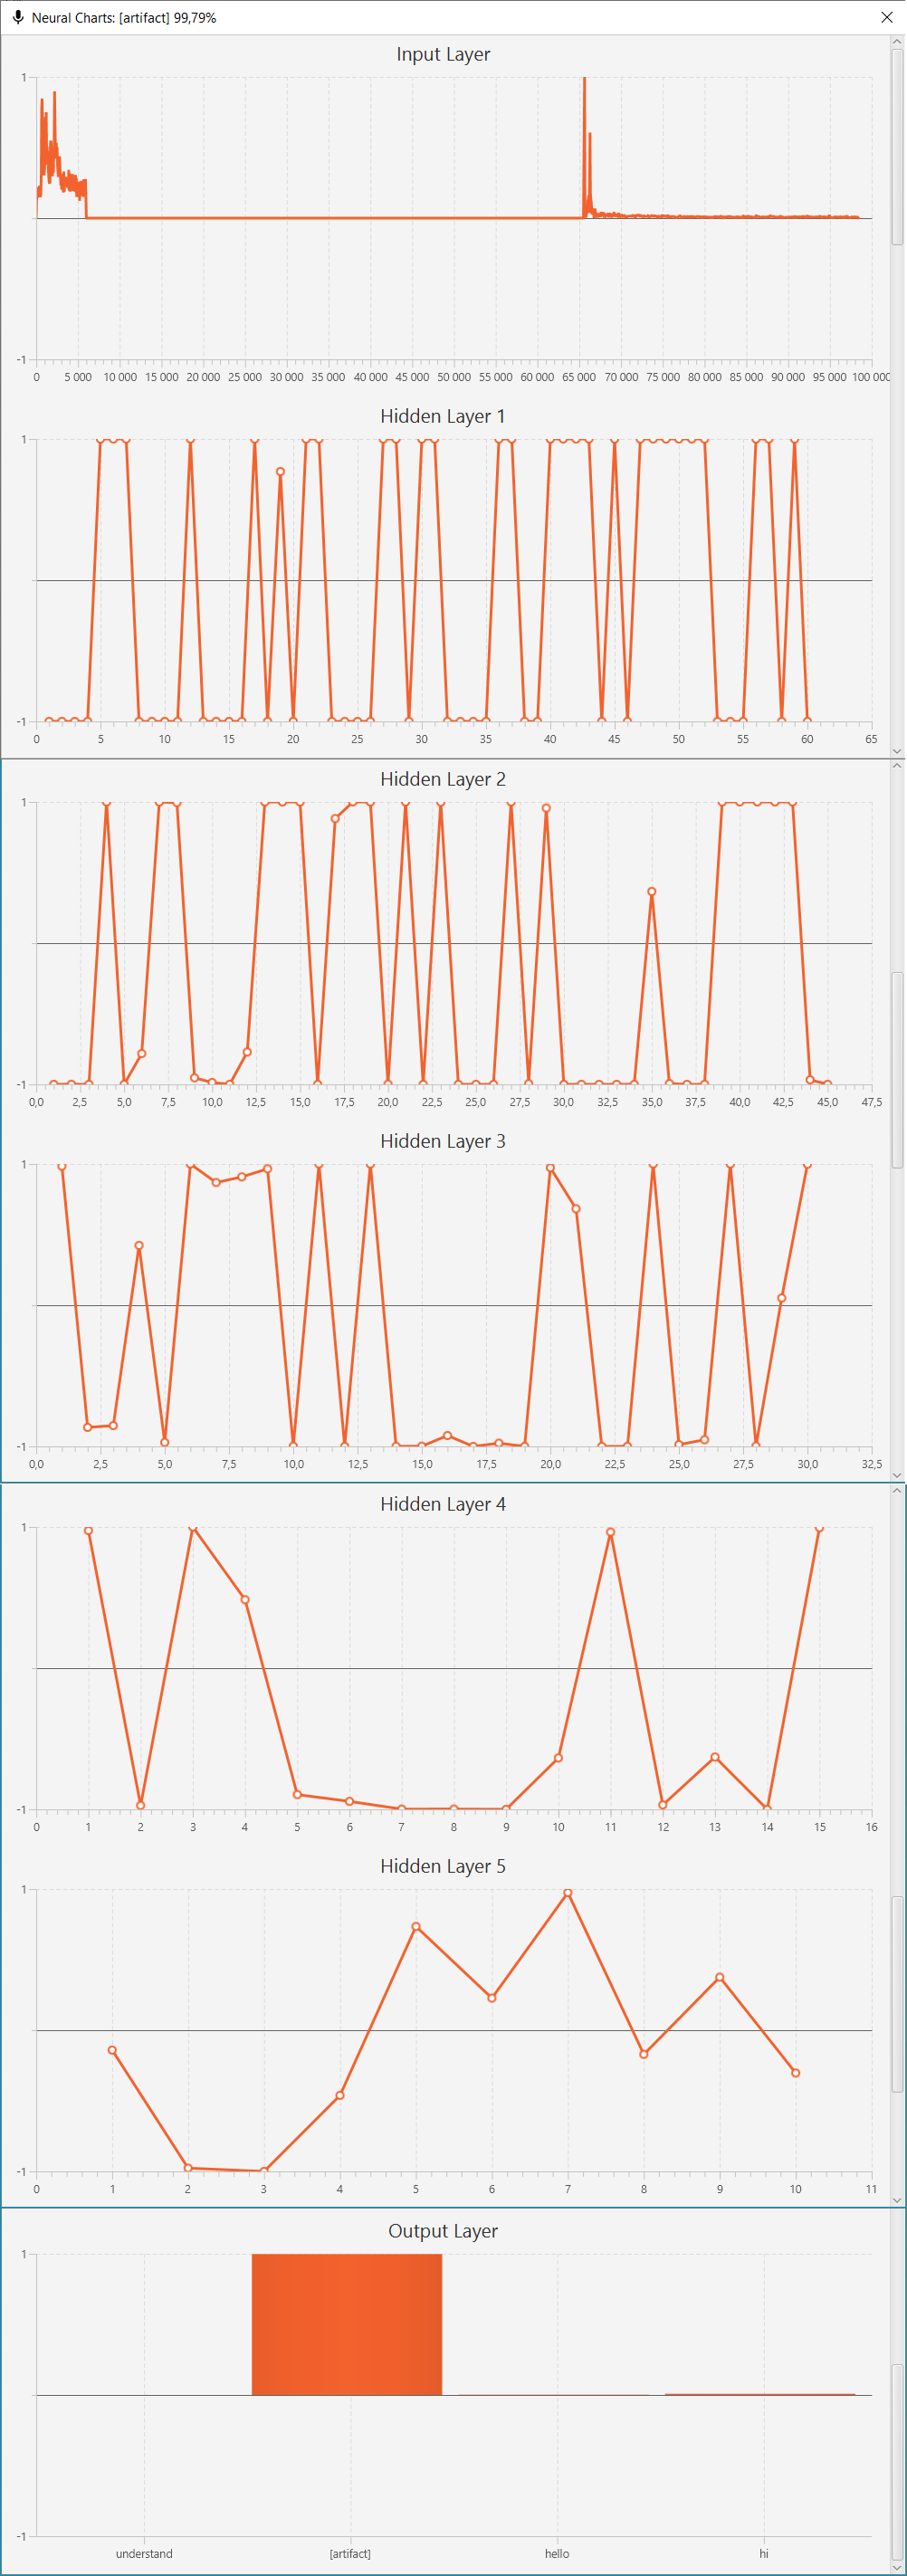 Neural Charts: [artifact] 99,79%
Input Layer
1
-1
0 5 000 10 000 15 000 20 000 25 000 30 000 35 000 40 000 45 000 50 000 55 000 60 000 65 000 70 000 75 000 80 000 85 000 90 000 95 000 100 000
Hidden Layer 1
1
-1
0 5 10 15 20 25 30 35 40 45 50 55 60 65
Hidden Layer 2
1
-1
0,0 2,5 5,0 7,5 10,0 12,5 15,0 17,5 20,0 22,5 25,0 27,5 30,0 32,5 35,0 37,5 40,0 42,5 45,0 47,5
Hidden Layer 3
1
-1
0,0 2,5 5,0 7,5 10,0 12,5 15,0 17,5 20,0 22,5 25,0 27,5 30,0 32,5
Hidden Layer 4
1
-1
0 1 2 3 4 5 6 7 8 9 10 11 12 13 14 15 16
Hidden Layer 5
1
-1
0 1 2 3 4 5 6 7 8 9 10 11
Output Layer
1
-1
understand [artifact] hello hi